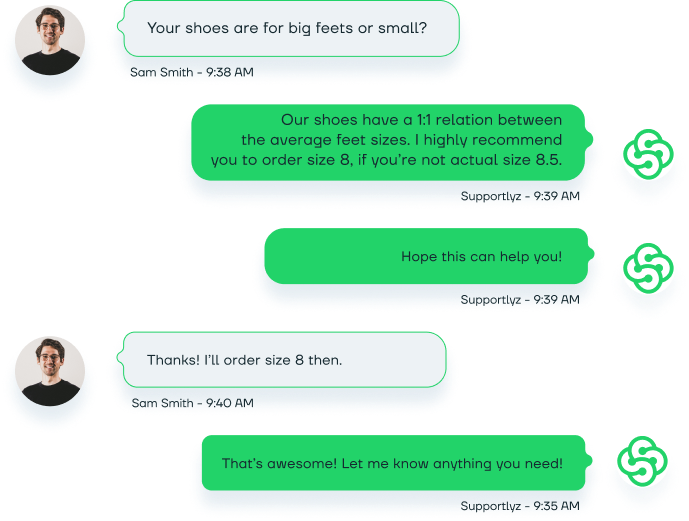 Your shoes are for big feets or small?
Sam Smith - 9:38 AM
Our shoes have a 1:1 relation between
the average feet sizes. I highly recommend
you to order size 8, if you're not actual size 8.5.
Supportlyz - 9:39 AM
Hope this can help you!
Supportlyz - 9:39 AM
Thanks! I'll order size 8 then.
Sam Smith - 9:40 AM
That's awesome! Let me know anything you need!
Supportlyz - 9:35 AM